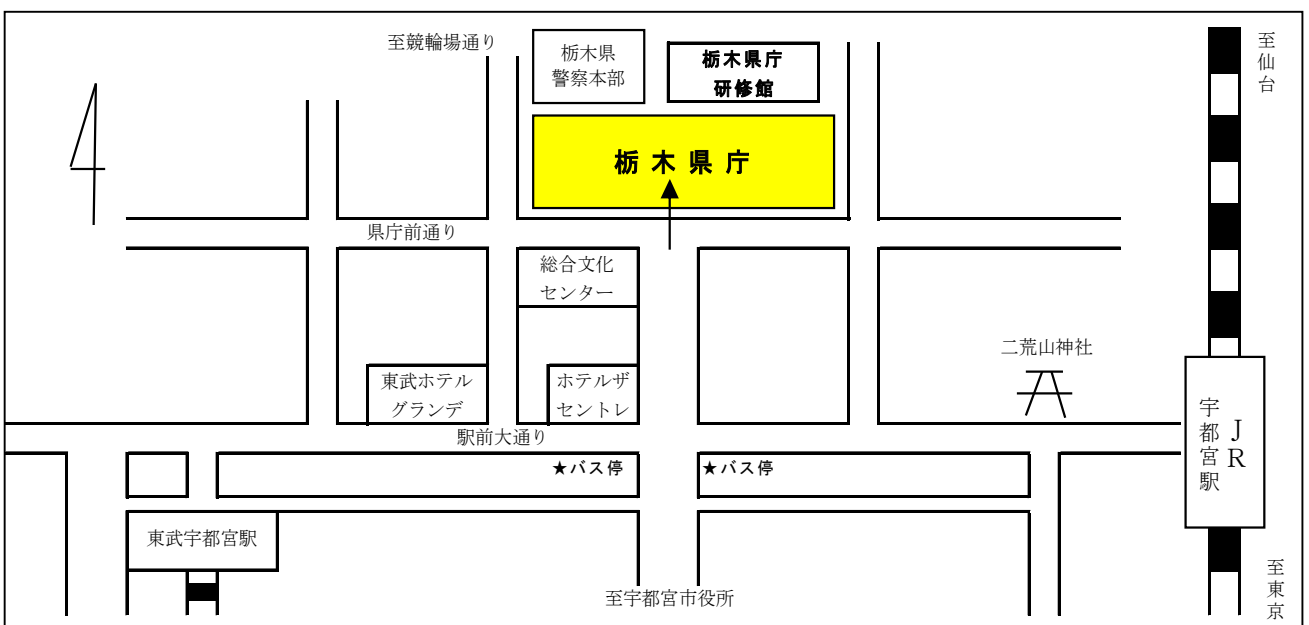 至競輪場通り
栃木県
警察本部
栃木県庁
研修館
至仙台
栃木県庁
県庁前通り
総合文化
センター
二荒山神社
東武ホテル
グランデ
ホテルザ
セントレ
宇都宮駅
JR
駅前大通り
★バス停
★バス停
東武宇都宮駅
至宇都宮市役所
至東京